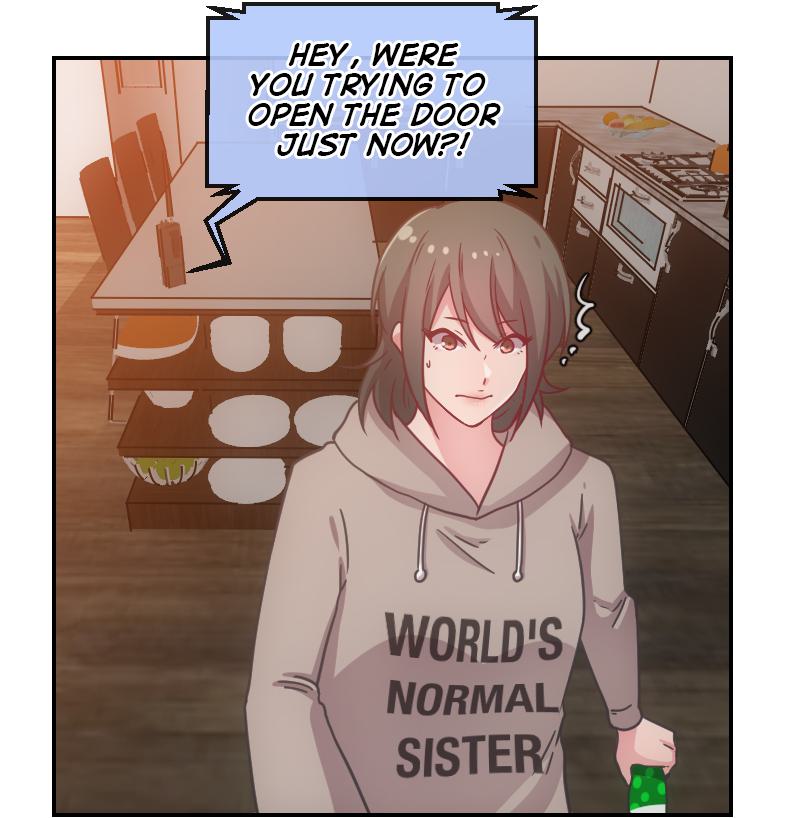 HEY, WERE
YOU TRYING TO
OPEN THE DOOR
JUST NOW?!
WORLD'S
NORMAL
SISTER